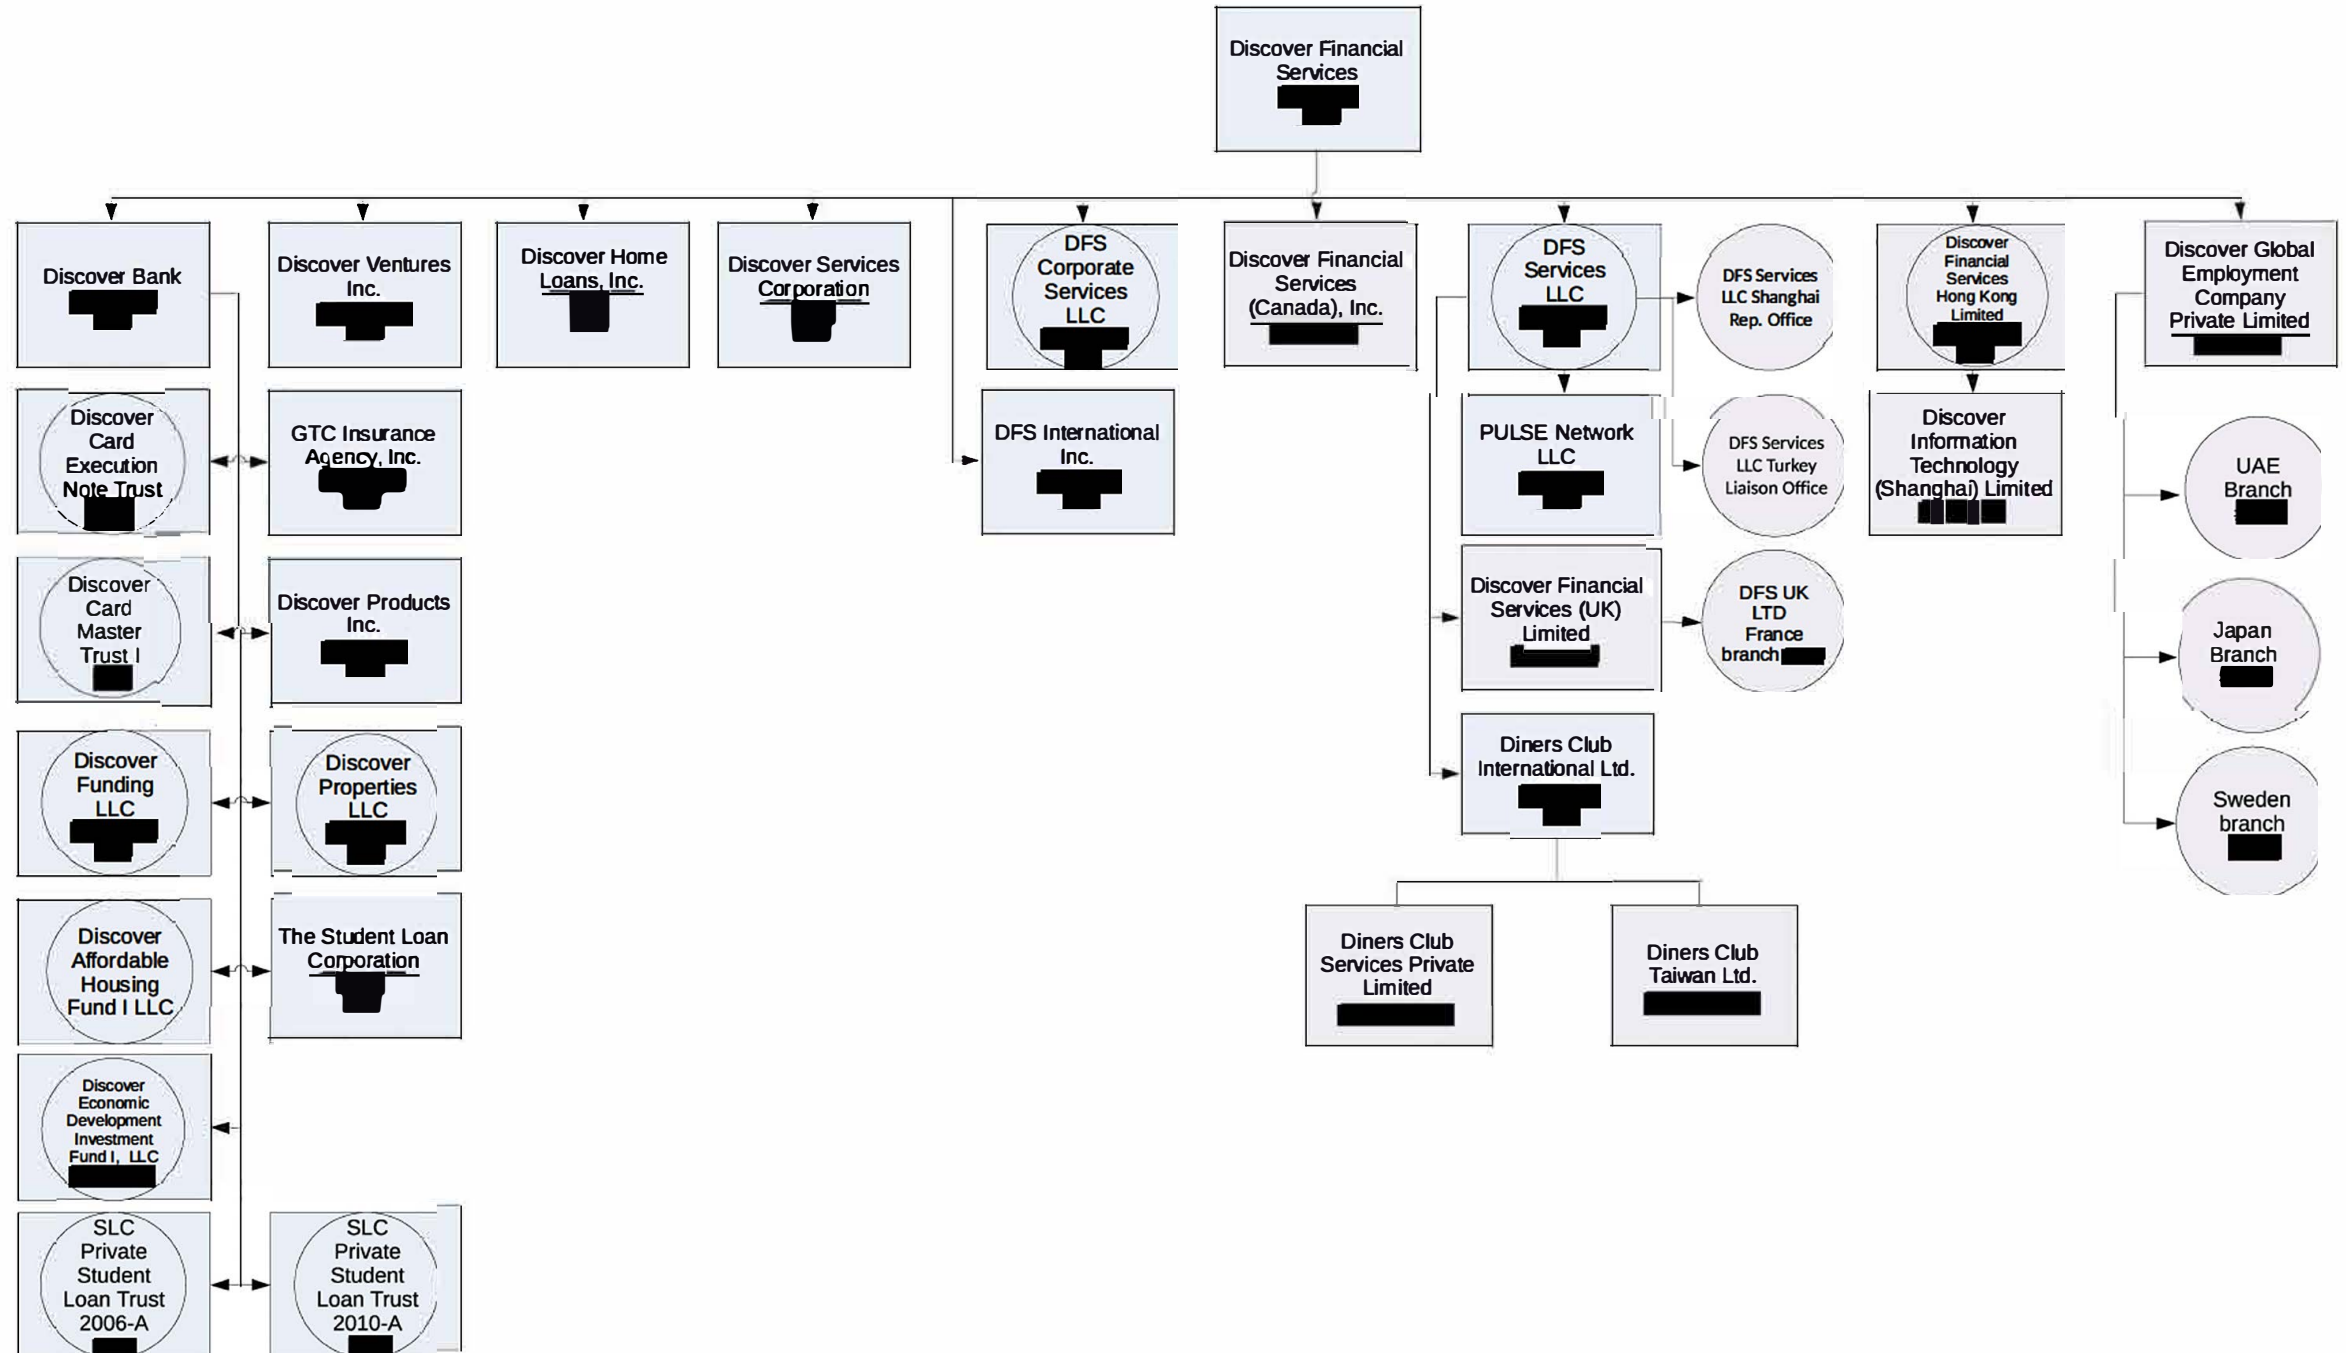 Discover Financial
Services
Discover Bank
Discover Ventures
Inc.
Discover Home
Loans, Inc.
Discover Services
Corporation
DFS
Corporate
Services
LLC
Discover Financial
Services
(Canada), Inc.
DFS
Services
LLC
DFS Services
LLC Shanghai
Rep. Office
Discover
Financial
Services
Hong Kong
Limited
Discover Global
Employment
Company
Private Limited
Discover
Card
Execution
Note Trust
GTC Insurance
Agency, Inc.
DFS International
Inc.
PULSE Network
LLC
DFS Services
LLC Turkey
Liaison Office
Discover
Information
Technology
(Shanghai) Limited
UAE
Branch
Discover
Card
Master
Trust I
Discover Products
Inc.
Discover Financial
Services (UK)
Limited
DFS UK
LTD
France
branch
Japan
Branch
Discover
Funding
LLC
Discover
Properties
LLC
Diners Club
International Ltd.
Sweden
branch
Discover
Affordable
Housing
Fund I LLC
The Student Loan
Corporation
Diners Club
Services Private
Limited
Diners Club
Taiwan Ltd.
Discover
Economic
Development
Investment
Fund I, LLC
SLC
Private
Student
Loan Trust
2006-A
SLC
Private
Student
Loan Trust
2010-A